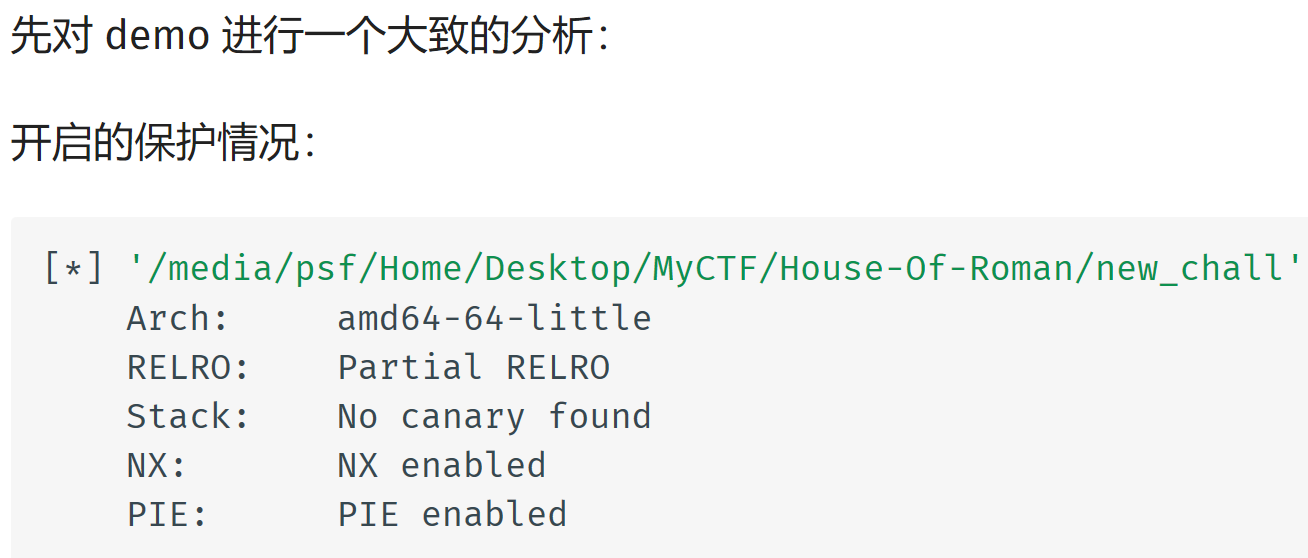 先对 demo 进行一个大致的分析：
开启的保护情况：
[*] '/media/psf/Home/Desktop/MyCTF/House-Of-Roman/new_chall'
Arch: amd64-64-little
RELRO: Partial RELRO
Stack: No canary found
NX: NX enabled
PIE: PIE enabled